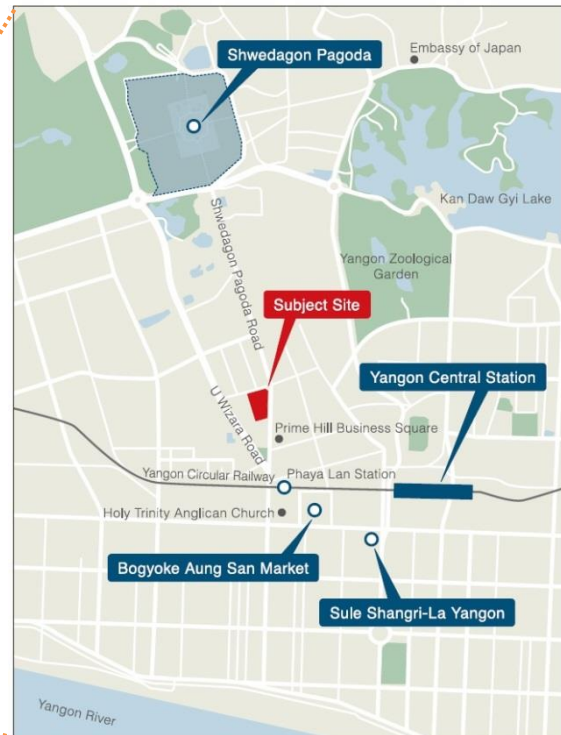 Embassy of Japan
Shwedagon Pagoda
Kan Daw Gyi Lake
Shwedagon Pagoda Road
Yangon Zoological
Garden
Subject Site
Yangon Central Station
U Wizara Road
Prime Hill Business Square
Yangon Circular Railway
Phaya Lan Station
Holy Trinity Anglican Church
Bogyoke Aung San Market
Sule Shangri-La Yangon
Yangon River